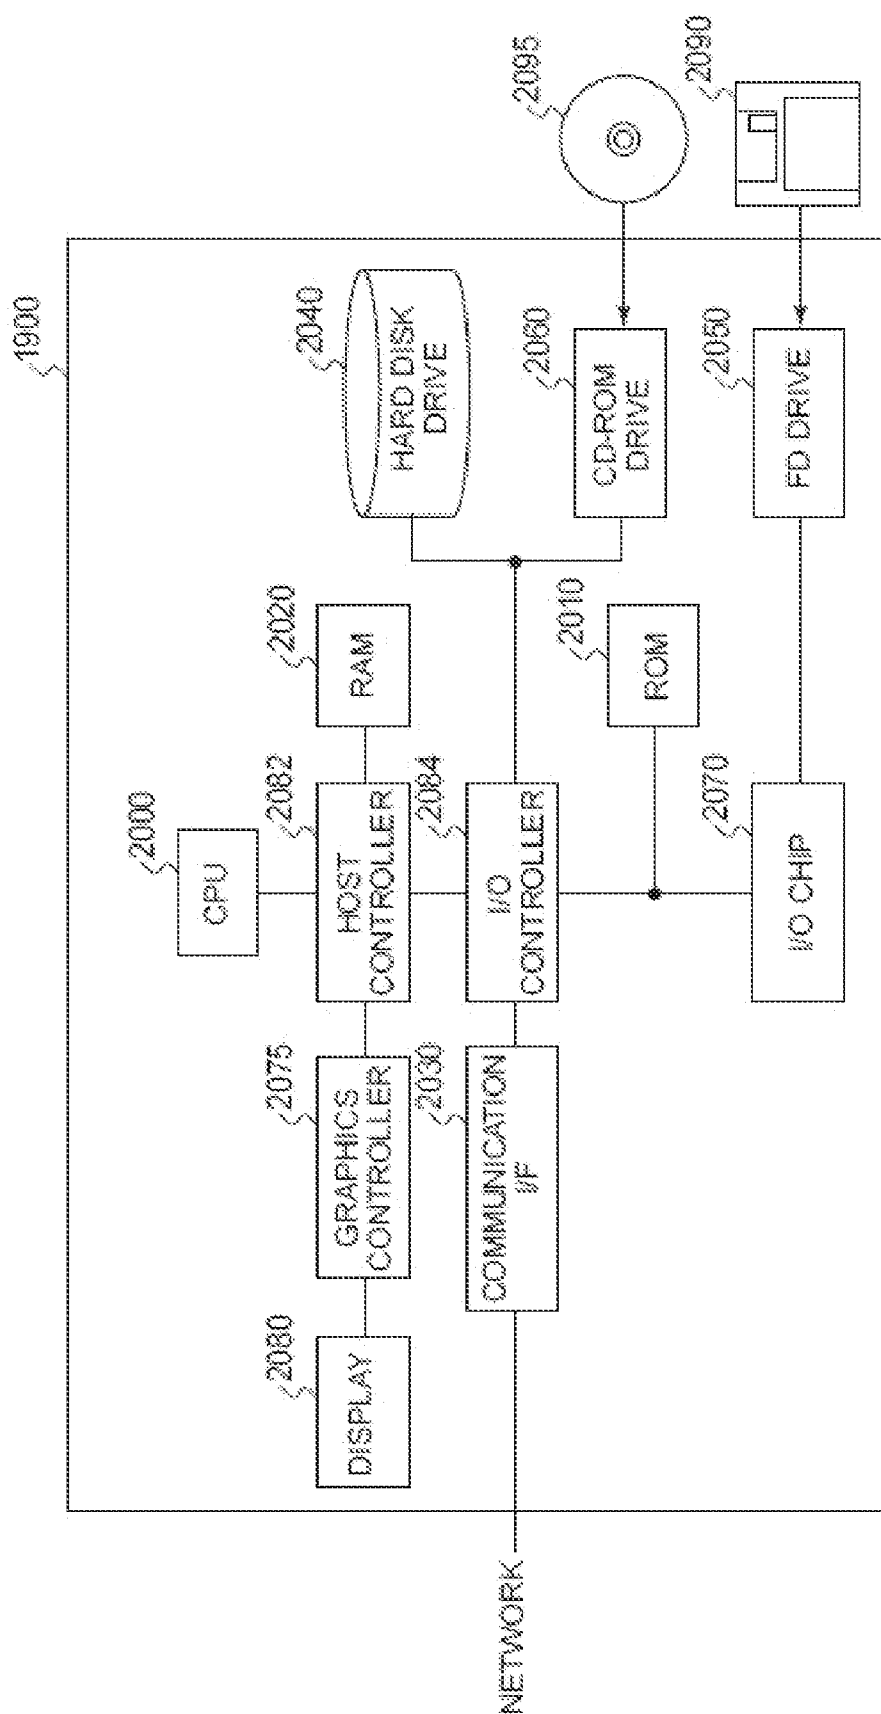 1900
2000
CPU
2080
DISPLAY
2075
GRAPHICS
CONTROLLER
2082
HOST
CONTROLLER
2020
RAM
2040
HARD DISK
DRIVE
NETWORK
2030
COMMUNICATION
I/F
2084
I/O
CONTROLLER
2010
ROM
2060
CD-ROM
DRIVE
2095
2070
I/O CHIP
2050
FD DRIVE
2090